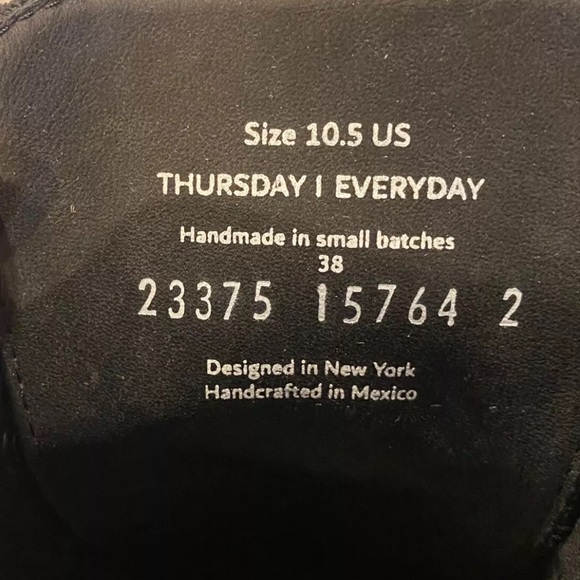 Size 10.5 US
THURSDAY | EVERYDAY
Handmade in small batches
38
23375 15764 2
Designed in New York
Handcrafted in Mexico